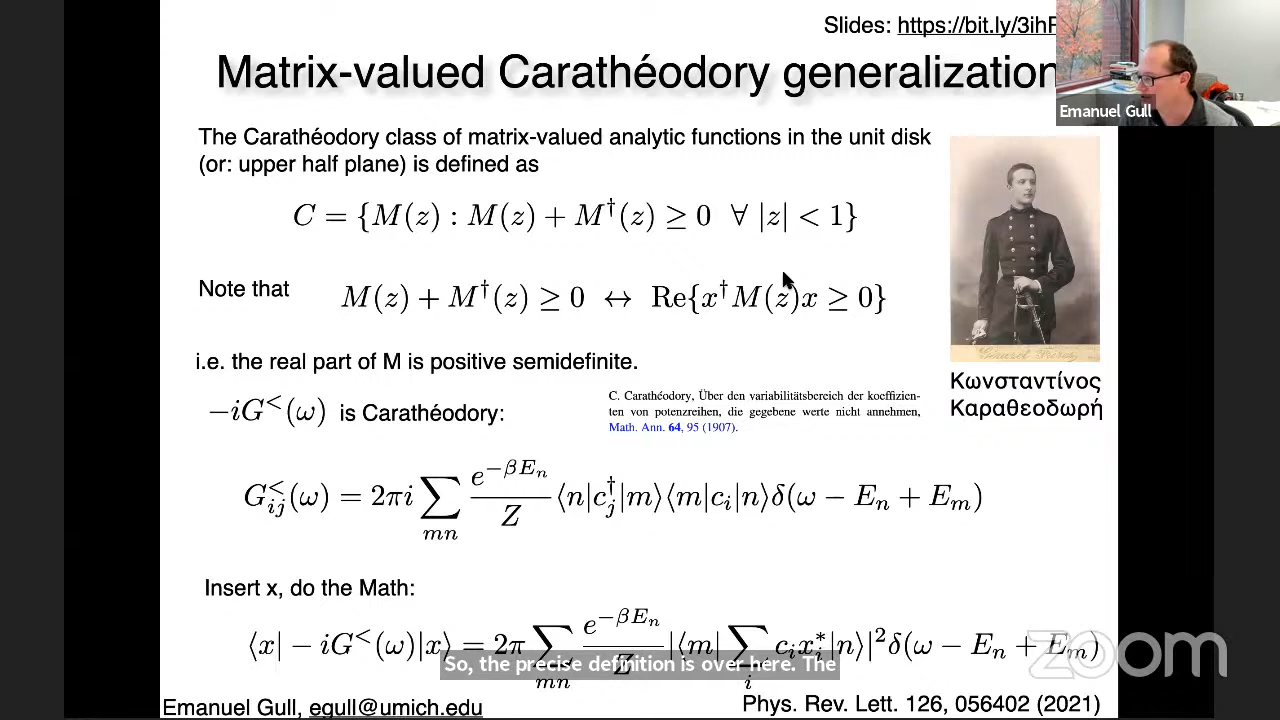 Slides: https://bit.ly/3ihF
Matrix-valued Carathéodory generalization
Emanuel Gull
The Carathéodory class of matrix-valued analytic functions in the unit disk
(or: upper half plane) is defined as
C = {M(z) : M(z) + M†(z) ≥ 0 ∀ |z| < 1}
Note that M(z) + M†(z) ≥ 0 ↔ Re{x†M(z)x ≥ 0}
i.e. the real part of M is positive semidefinite.
Κωνσταντίνος
Καραθεοδωρή
−iG<(ω) is Carathéodory:
C. Carathéodory, Über den variabilitätsbereich der koeffizien-
ten von potenzreihen, die gegebene werte nicht annehmen,
Math. Ann. 64, 95 (1907).
G<ij(ω) = 2πi ∑mn e−βEn/Z ⟨n|c†j|m⟩⟨m|ci|n⟩δ(ω − En + Em)
Insert x, do the Math:
⟨x| − iG<(ω)|x⟩ = 2π ∑mn e−βEn/Z |⟨m| ∑i cix*i|n⟩|²δ(ω − En + Em)
So, the precise definition is over here. The
zoom
Emanuel Gull, egull@umich.edu
Phys. Rev. Lett. 126, 056402 (2021)